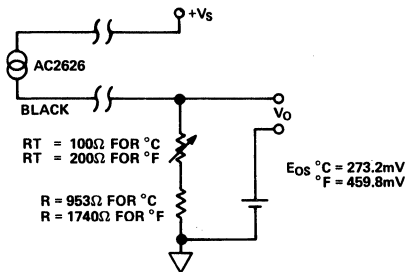 +VS
AC2626
BLACK
VO
RT = 100Ω FOR °C
RT = 200Ω FOR °F
EOS °C = 273.2mV
°F = 459.8mV
R = 953Ω FOR °C
R = 1740Ω FOR °F